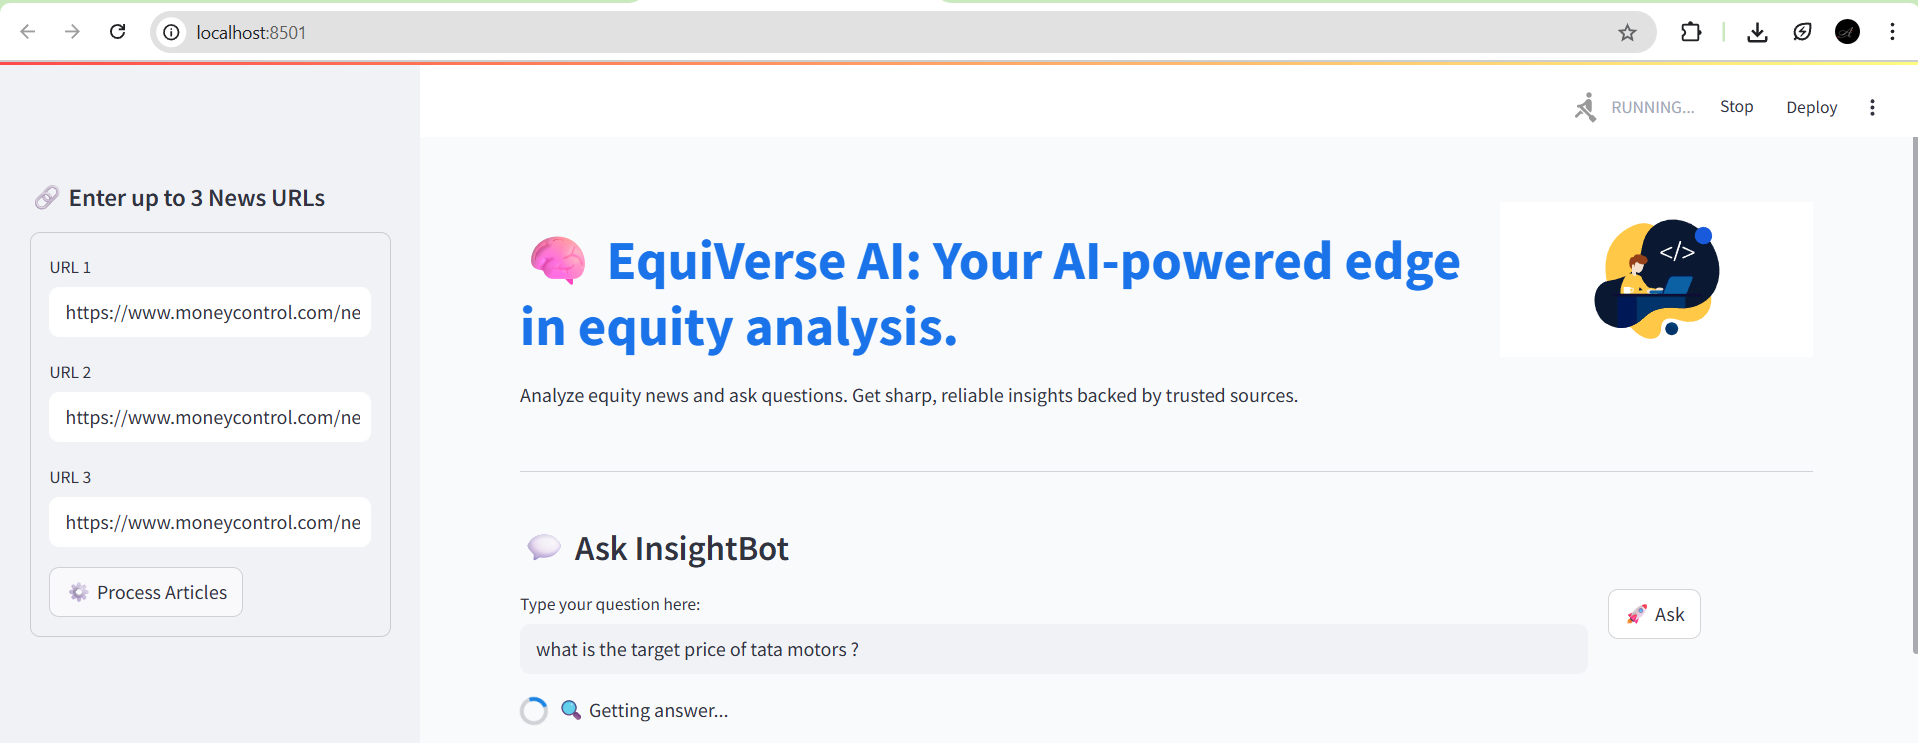 localhost:8501
RUNNING...
Stop
Deploy
🔗 Enter up to 3 News URLs
URL 1
https://www.moneycontrol.com/ne
URL 2
https://www.moneycontrol.com/ne
URL 3
https://www.moneycontrol.com/ne
⚙️ Process Articles
🧠 EquiVerse AI: Your AI-powered edge
in equity analysis.
</>
Analyze equity news and ask questions. Get sharp, reliable insights backed by trusted sources.
💬 Ask InsightBot
Type your question here:
what is the target price of tata motors ?
🚀 Ask
🔍 Getting answer...